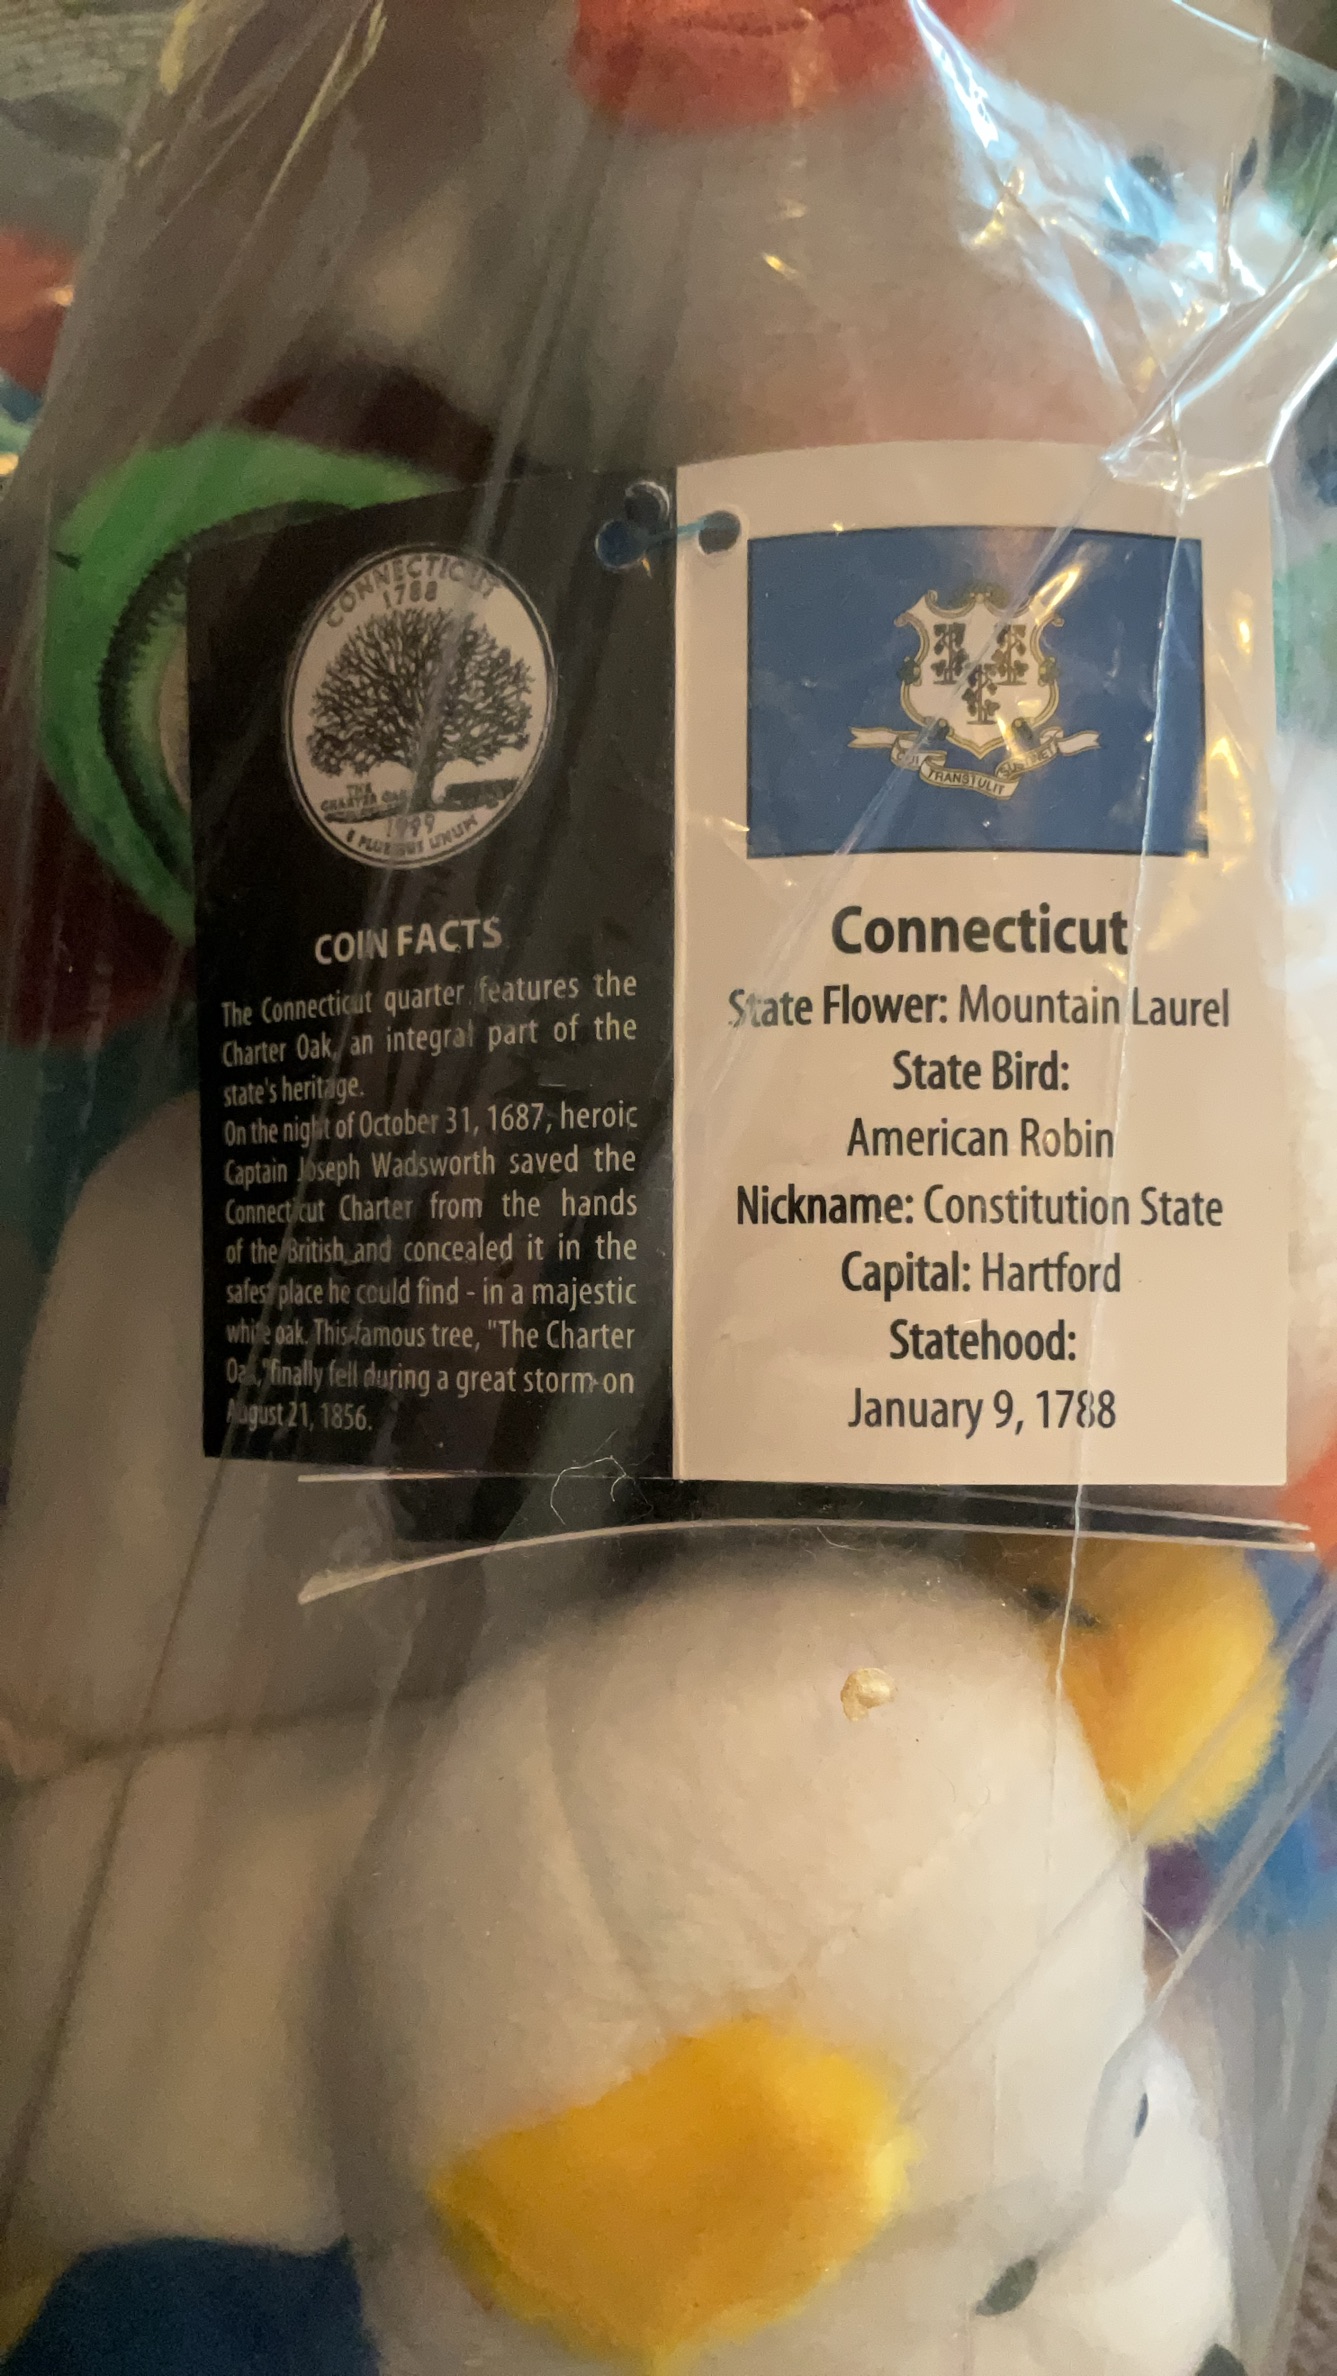 CONNECTICUT
1788
THE
CHARTER OAK
1999
E PLURIBUS UNUM
COIN FACTS
The Connecticut quarter features the
Charter Oak, an integral part of the
state's heritage.
On the night of October 31, 1687, heroic
Captain Joseph Wadsworth saved the
Connecticut Charter from the hands
of the British and concealed it in the
safest place he could find - in a majestic
white oak. This famous tree, "The Charter
Oak," finally fell during a great storm on
August 21, 1856.
QUI TRANSTULIT SUSTINET
Connecticut
State Flower: Mountain Laurel
State Bird:
American Robin
Nickname: Constitution State
Capital: Hartford
Statehood:
January 9, 1788